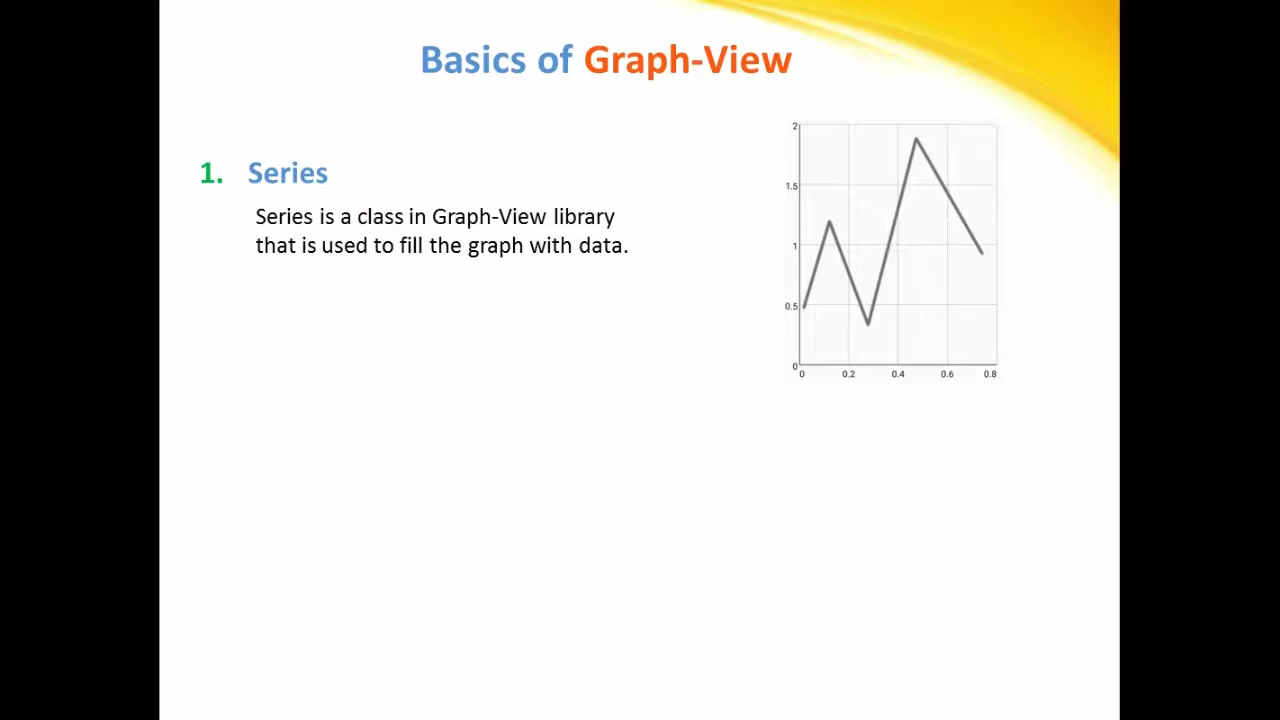 Basics of Graph-View
1. Series
Series is a class in Graph-View library
that is used to fill the graph with data.
2
1.5
1
0.5
0
0 0.2 0.4 0.6 0.8